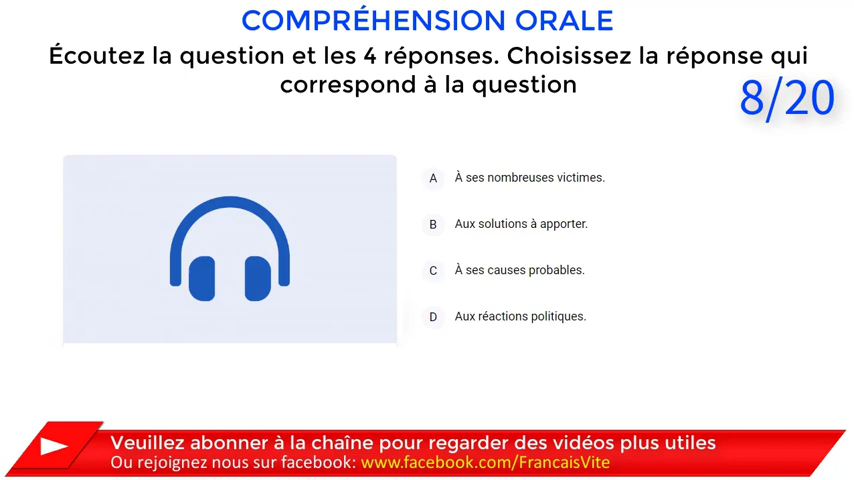 COMPRÉHENSION ORALE
Écoutez la question et les 4 réponses. Choisissez la réponse qui
correspond à la question
8/20
A À ses nombreuses victimes.
B Aux solutions à apporter.
C À ses causes probables.
D Aux réactions politiques.
Veuillez abonner à la chaîne pour regarder des vidéos plus utiles
Ou rejoignez nous sur facebook: www.facebook.com/FrancaisVite